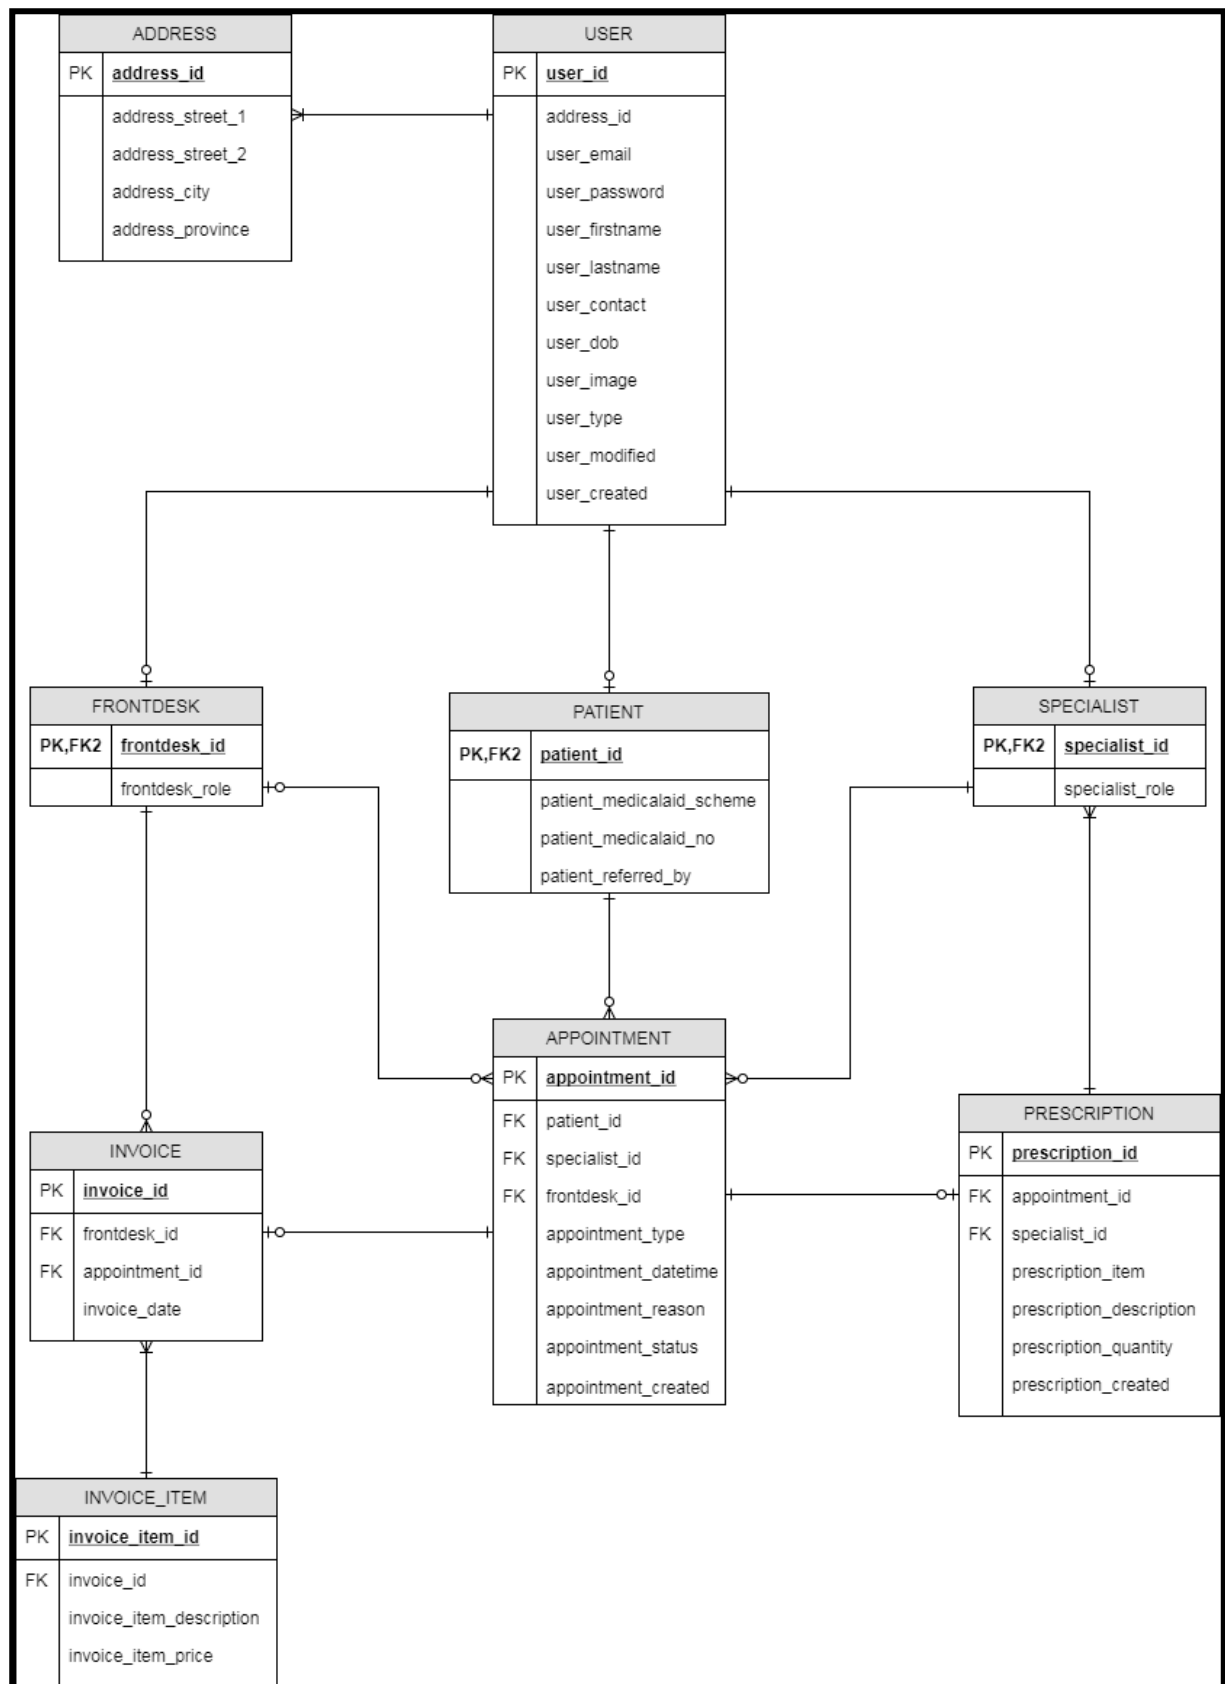 ADDRESS
PK address_id
address_street_1
address_street_2
address_city
address_province
USER
PK user_id
address_id
user_email
user_password
user_firstname
user_lastname
user_contact
user_dob
user_image
user_type
user_modified
user_created
FRONTDESK
PK,FK2 frontdesk_id
frontdesk_role
PATIENT
PK,FK2 patient_id
patient_medicalaid_scheme
patient_medicalaid_no
patient_referred_by
SPECIALIST
PK,FK2 specialist_id
specialist_role
APPOINTMENT
PK appointment_id
FK patient_id
FK specialist_id
FK frontdesk_id
appointment_type
appointment_datetime
appointment_reason
appointment_status
appointment_created
PRESCRIPTION
PK prescription_id
FK appointment_id
FK specialist_id
prescription_item
prescription_description
prescription_quantity
prescription_created
INVOICE
PK invoice_id
FK frontdesk_id
FK appointment_id
invoice_date
INVOICE_ITEM
PK invoice_item_id
FK invoice_id
invoice_item_description
invoice_item_price